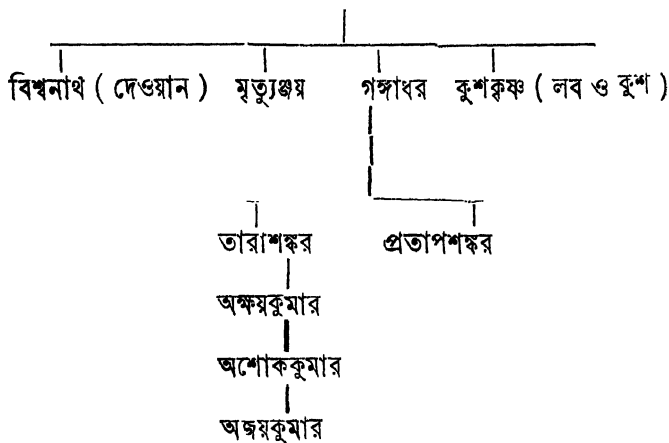 বিশ্বনাথ ( দেওয়ান ) মৃত্যুঞ্জয় গঙ্গাধর কুশকৃষ্ণ ( লব ও কুশ )
তারাশঙ্কর প্রতাপশঙ্কর
অক্ষয়কুমার
অশোককুমার
অজয়কুমার